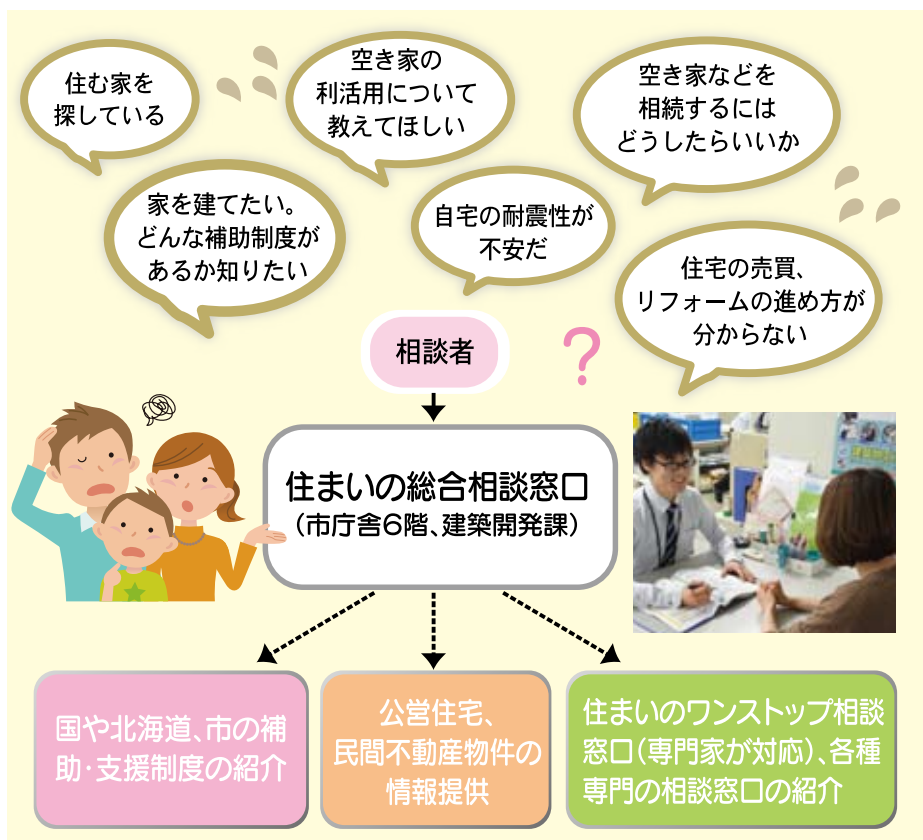 住む家を
探している
空き家の
利活用について
教えてほしい
空き家などを
相続するには
どうしたらいいか
家を建てたい。
どんな補助制度が
あるか知りたい
自宅の耐震性が
不安だ
住宅の売買、
リフォームの進め方が
分からない
相談者
?
住まいの総合相談窓口
(市庁舎6階、建築開発課)
国や北海道、市の補
助・支援制度の紹介
公営住宅、
民間不動産物件の
情報提供
住まいのワンストップ相談
窓口(専門家が対応)、各種
専門の相談窓口の紹介